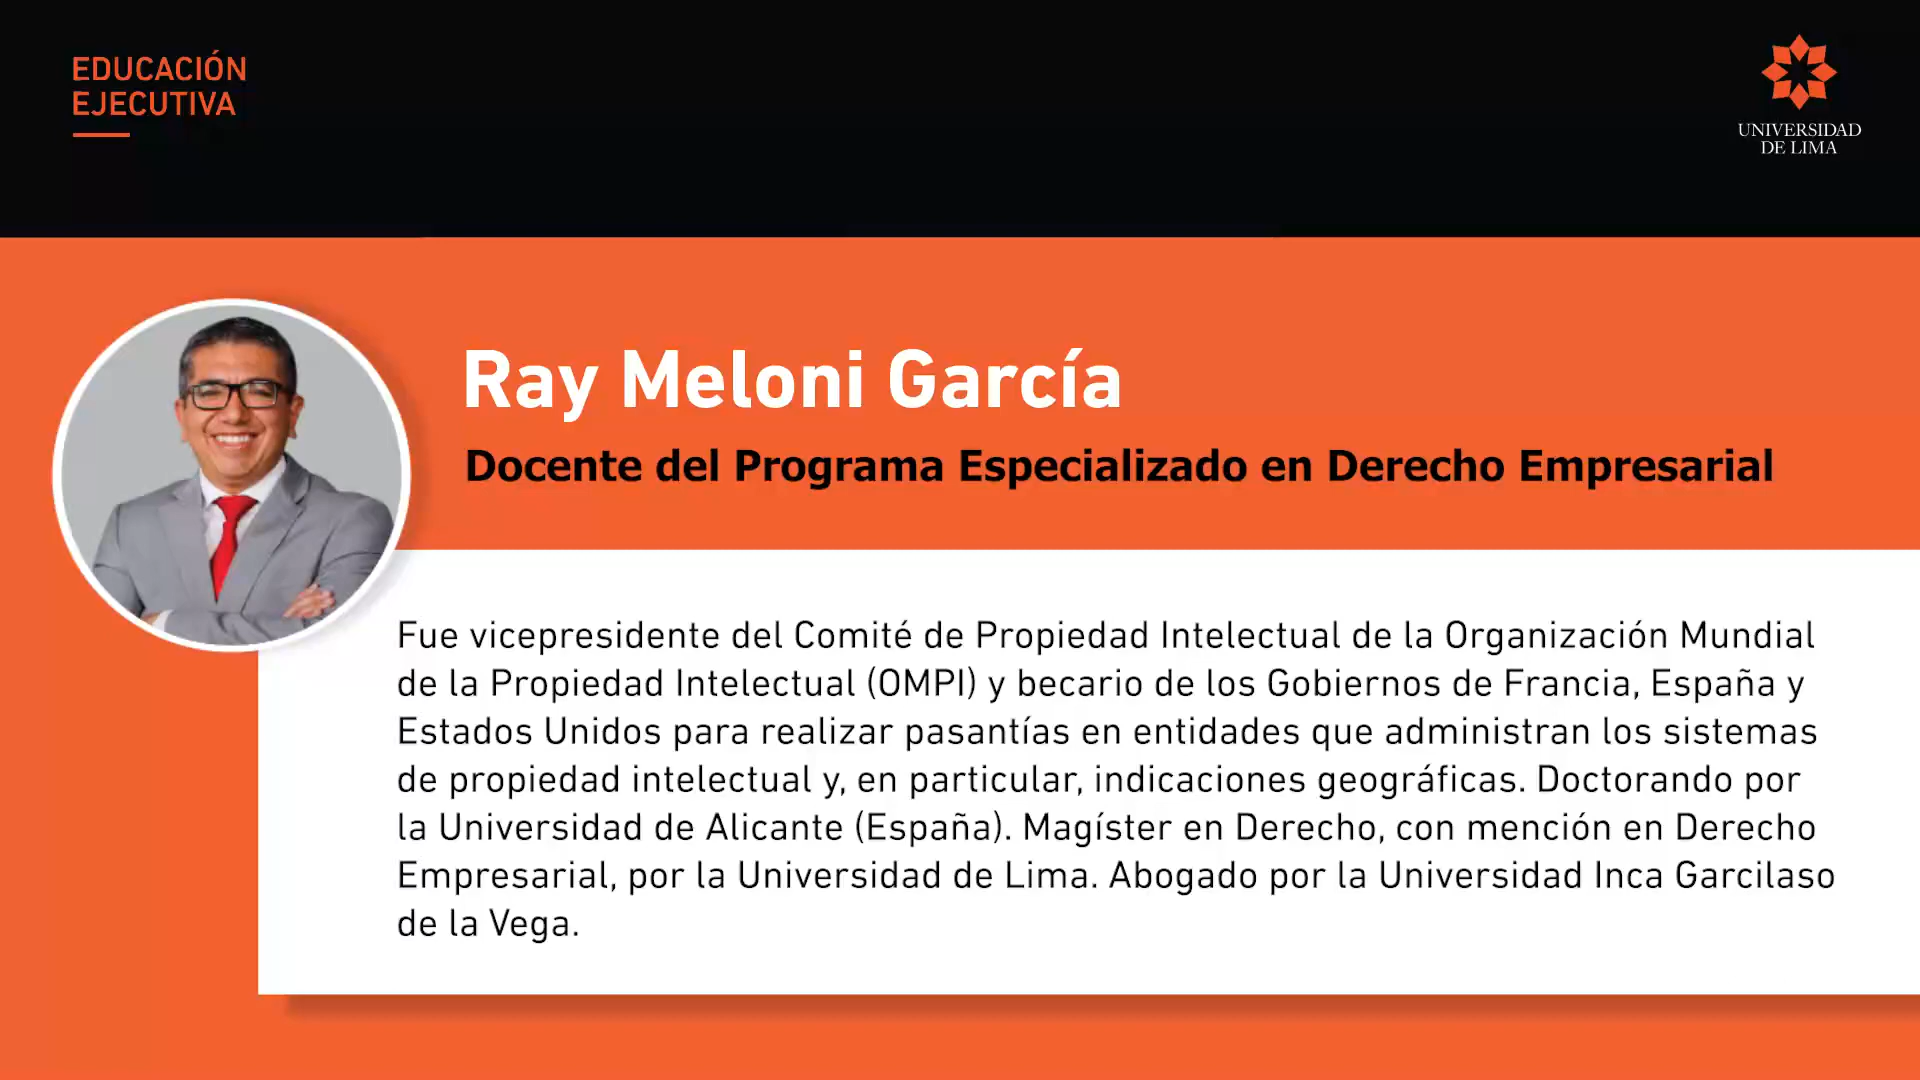 EDUCACIÓN
EJECUTIVA
UNIVERSIDAD
DE LIMA
Ray Meloni García
Docente del Programa Especializado en Derecho Empresarial
Fue vicepresidente del Comité de Propiedad Intelectual de la Organización Mundial
de la Propiedad Intelectual (OMPI) y becario de los Gobiernos de Francia, España y
Estados Unidos para realizar pasantías en entidades que administran los sistemas
de propiedad intelectual y, en particular, indicaciones geográficas. Doctorando por
la Universidad de Alicante (España). Magíster en Derecho, con mención en Derecho
Empresarial, por la Universidad de Lima. Abogado por la Universidad Inca Garcilaso
de la Vega.